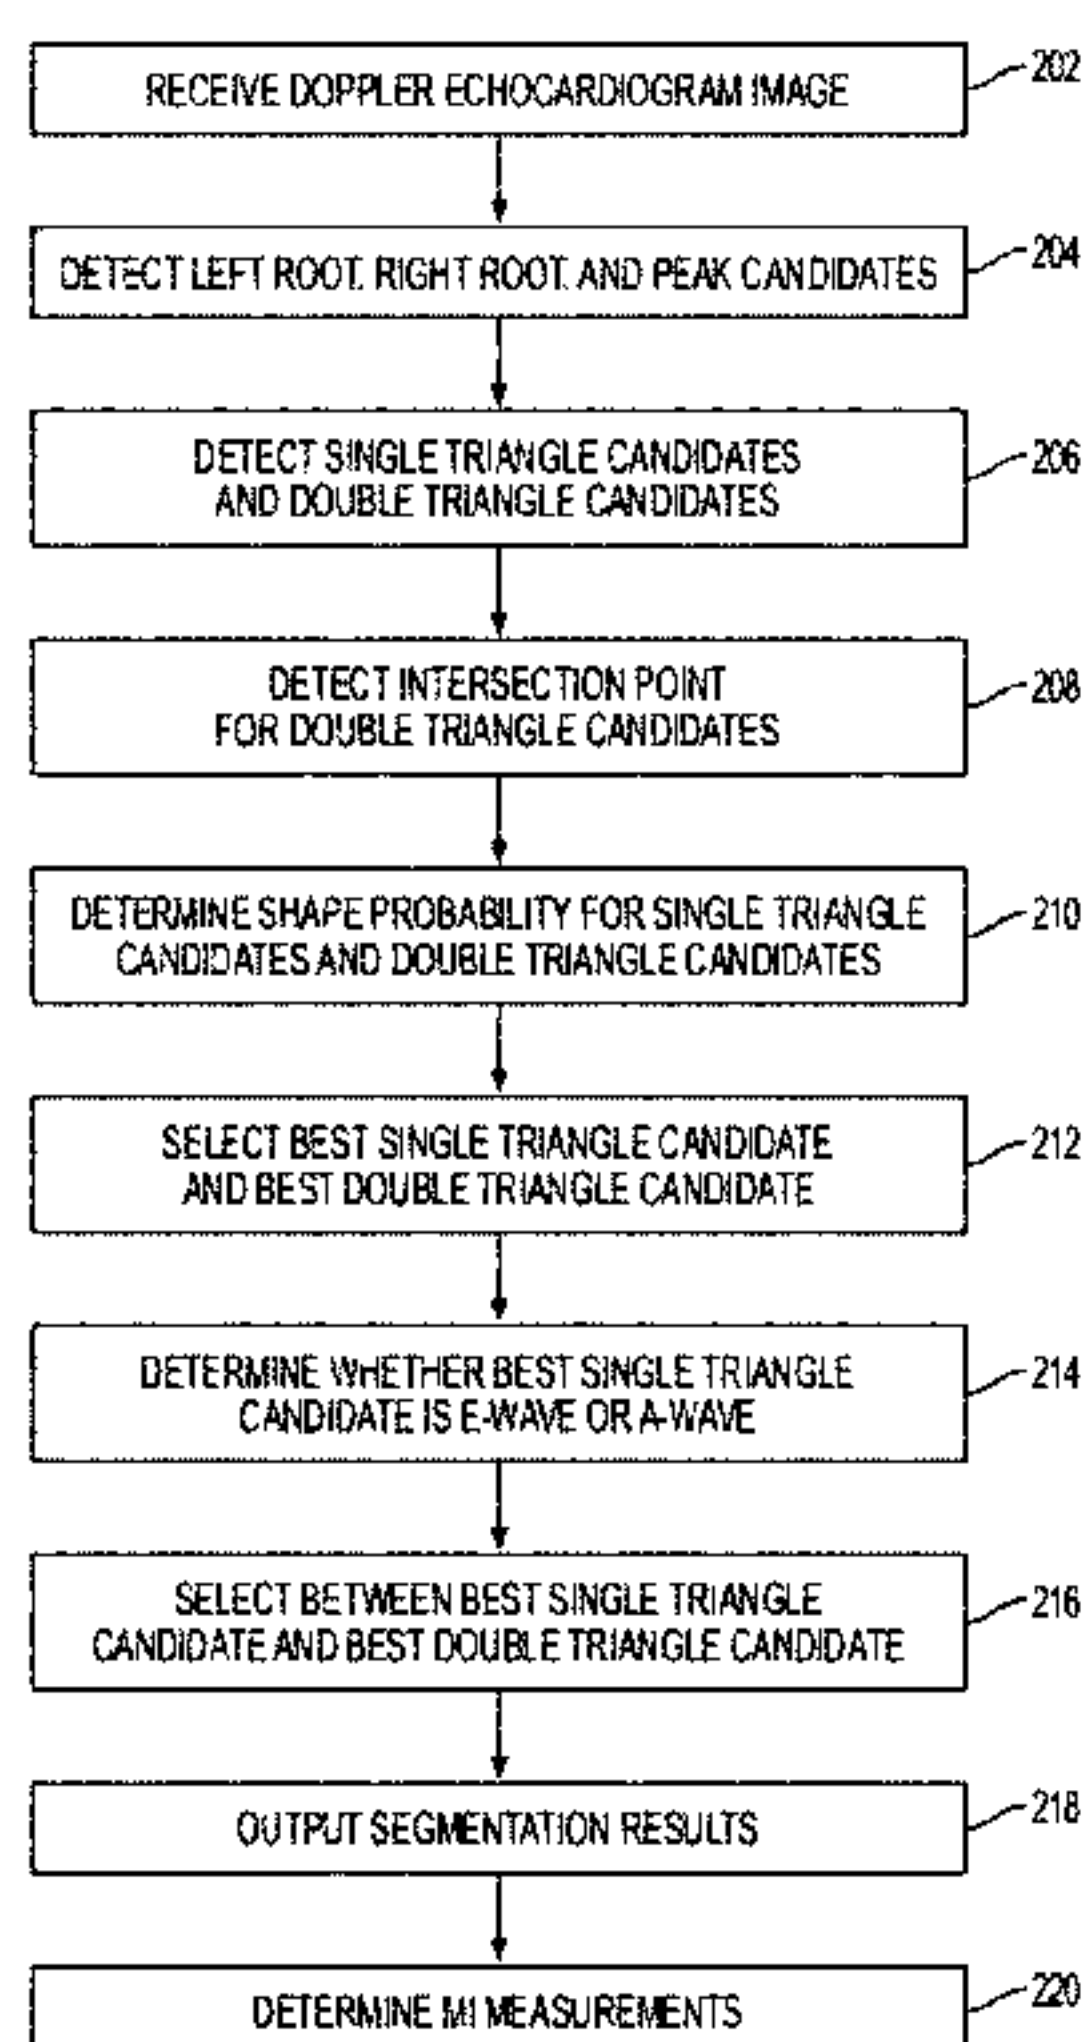 RECEIVE DOPPLER ECHOCARDIOGRAM IMAGE
202
DETECT LEFT ROOT, RIGHT ROOT, AND PEAK CANDIDATES
204
DETECT SINGLE TRIANGLE CANDIDATES
AND DOUBLE TRIANGLE CANDIDATES
206
DETECT INTERSECTION POINT
FOR DOUBLE TRIANGLE CANDIDATES
208
DETERMINE SHAPE PROBABILITY FOR SINGLE TRIANGLE
CANDIDATES AND DOUBLE TRIANGLE CANDIDATES
210
SELECT BEST SINGLE TRIANGLE CANDIDATE
AND BEST DOUBLE TRIANGLE CANDIDATE
212
DETERMINE WHETHER BEST SINGLE TRIANGLE
CANDIDATE IS E-WAVE OR A-WAVE
214
SELECT BETWEEN BEST SINGLE TRIANGLE
CANDIDATE AND BEST DOUBLE TRIANGLE CANDIDATE
216
OUTPUT SEGMENTATION RESULTS
218
DETERMINE MI MEASUREMENTS
220